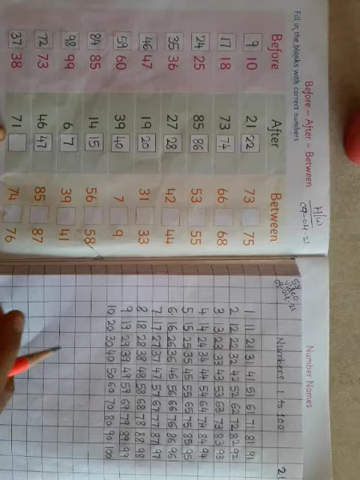 Before - After - Between
H|W
09-04-21
Fill in the blanks with correct numbers
Before After Between
9 10 21 22 73 75
17 18 73 74 66 68
24 25 85 86 53 55
35 36 27 28 42 44
46 47 19 20 31 33
59 60 39 40 7 9
84 85 14 15 56 58
98 99 6 7 39 41
72 73 46 47 85 87
37 38 71 74 76
Number Names
Numbers 1 to 100
1 11 21 31 41 51 61 71 81 91
2 12 22 32 42 52 62 72 82 92
3 13 23 33 43 53 63 73 83 93
4 14 24 34 44 54 64 74 84 94
5 15 25 35 45 55 65 75 85 95
6 16 26 36 46 56 66 76 86 96
7 17 27 37 47 57 67 77 87 97
8 18 28 38 48 58 68 78 88 98
9 19 29 39 49 59 69 79 89 99
10 20 30 40 50 60 70 80 90 100